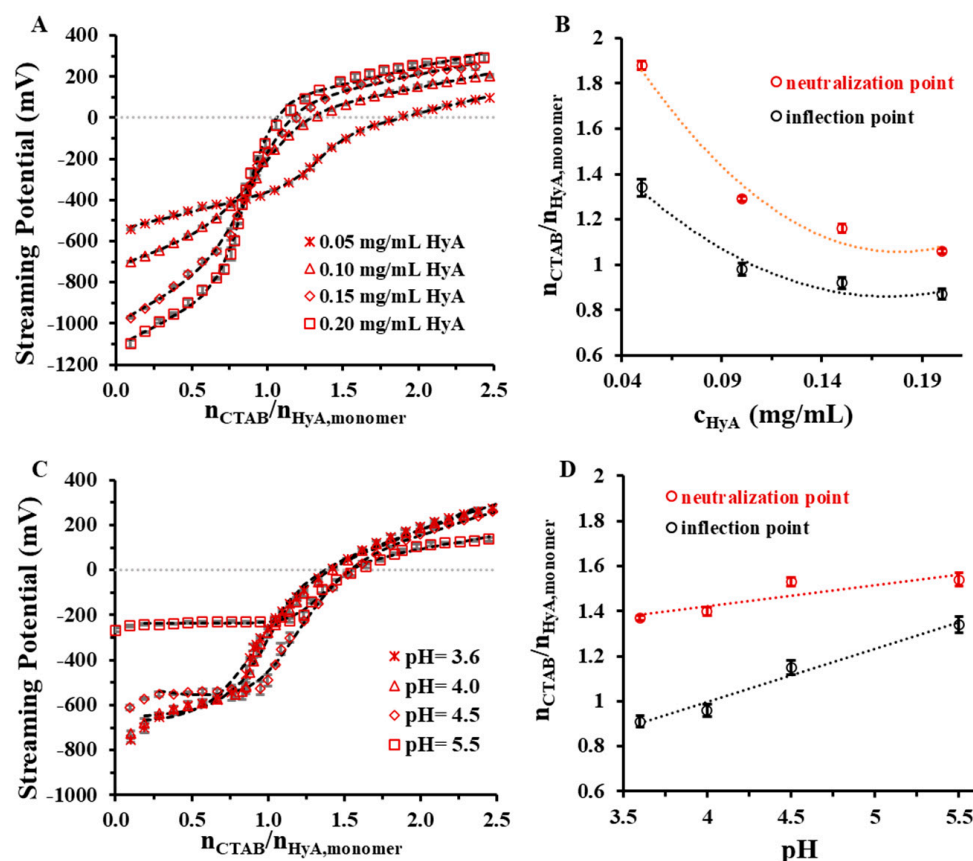 A
Streaming Potential (mV)
400
200
0
-200
-400
-600
-800
-1000
-1200
0.05 mg/mL HyA
0.10 mg/mL HyA
0.15 mg/mL HyA
0.20 mg/mL HyA
0.0 0.5 1.0 1.5 2.0 2.5
nCTAB/nHyA,monomer
B
nCTAB/nHyA,monomer
2
1.8
1.6
1.4
1.2
1
0.8
0.6
neutralization point
inflection point
0.04 0.09 0.14 0.19
cHyA (mg/mL)
C
Streaming Potential (mV)
400
200
0
-200
-400
-600
-800
-1000
pH= 3.6
pH= 4.0
pH= 4.5
pH= 5.5
0.0 0.5 1.0 1.5 2.0 2.5
nCTAB/nHyA,monomer
D
nCTAB/nHyA,monomer
2
1.8
1.6
1.4
1.2
1
0.8
0.6
neutralization point
inflection point
3.5 4 4.5 5 5.5
pH